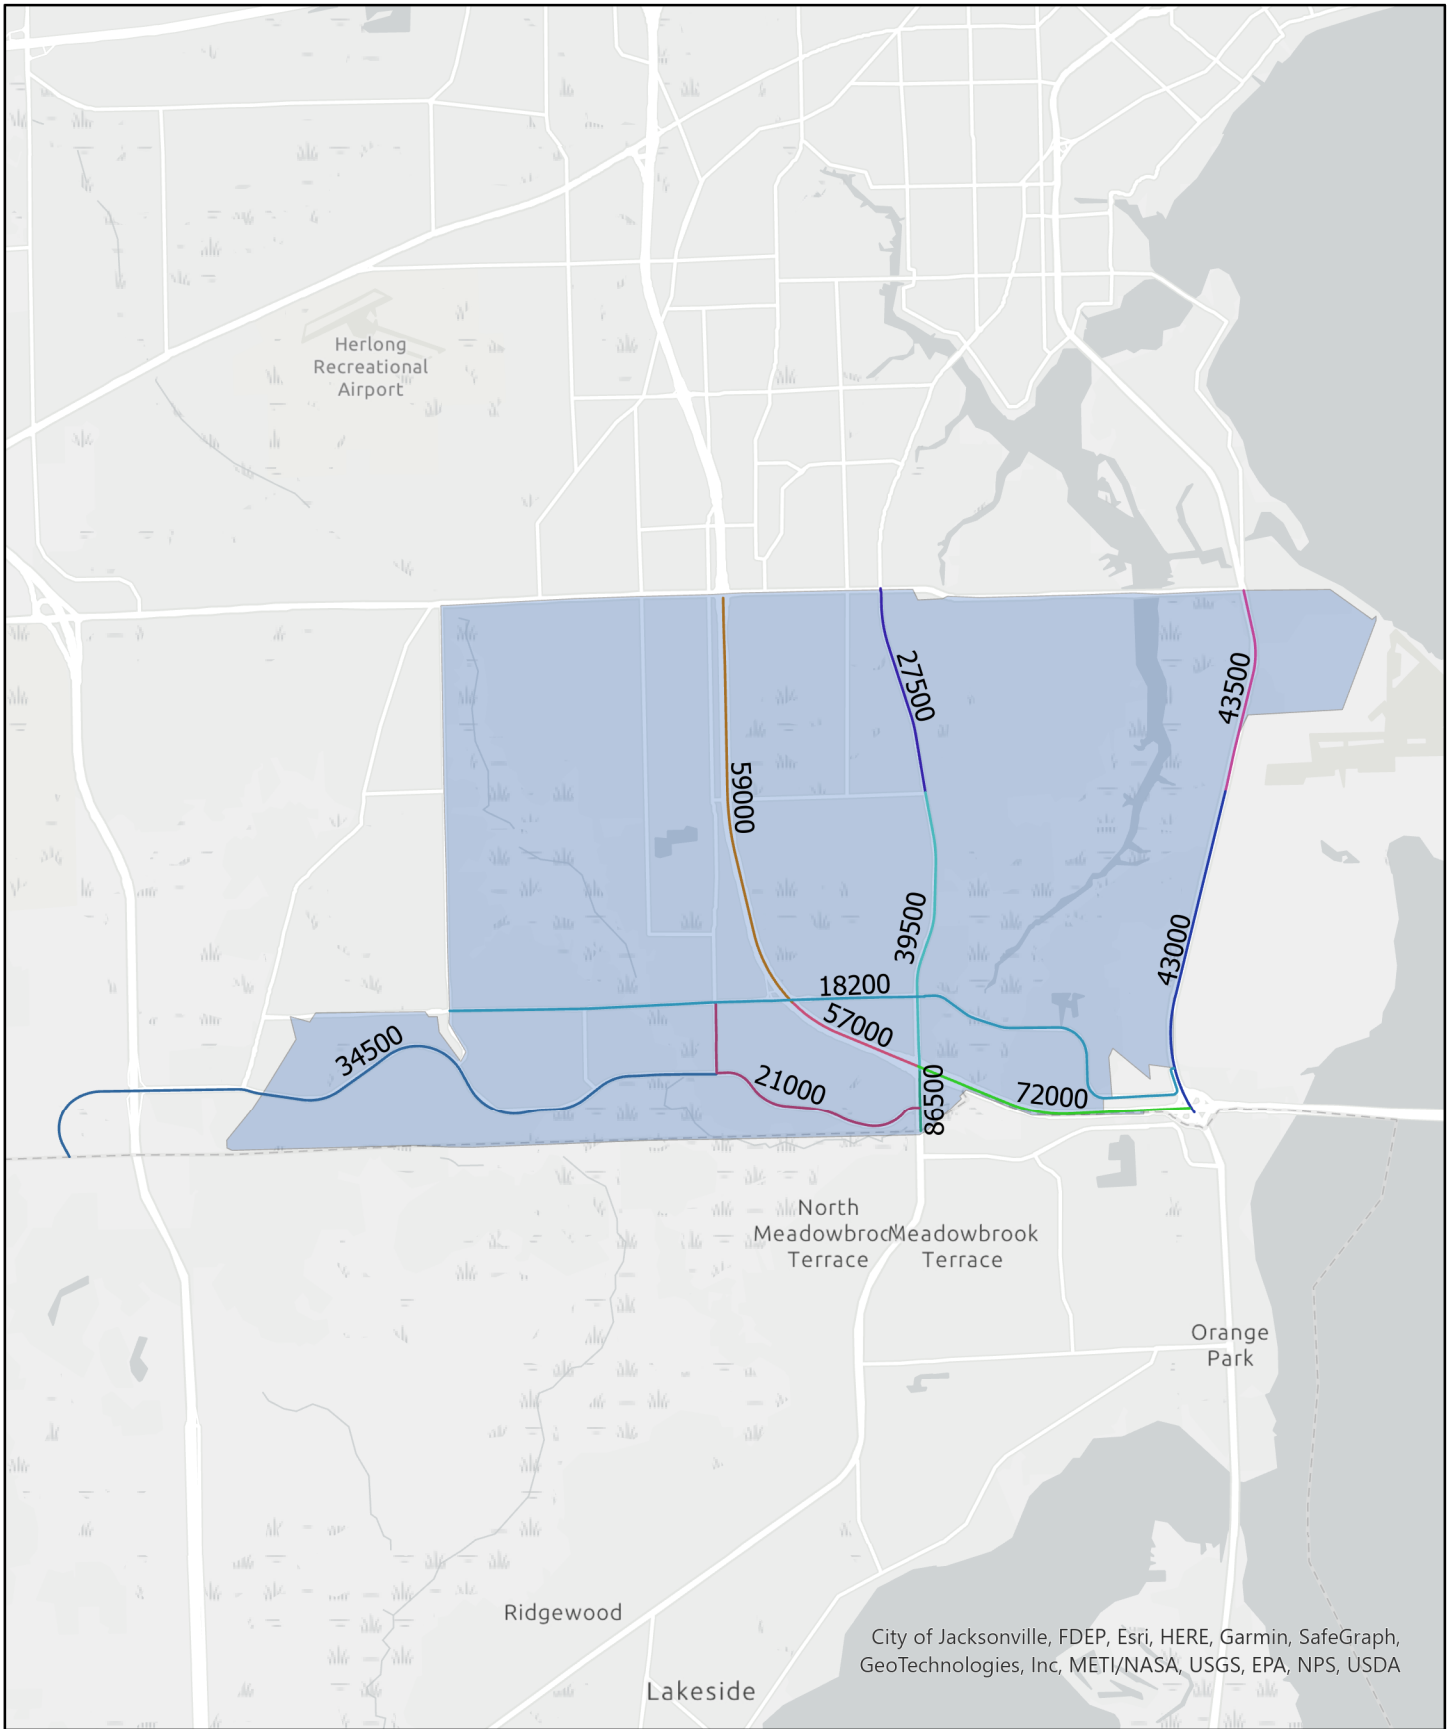 Herlong
Recreational
Airport
27500
43500
59000
39500
43000
18200
57000
34500
21000
86500
72000
North
Meadowbrook
Terrace
Meadowbrook
Terrace
Orange
Park
Ridgewood
Lakeside
City of Jacksonville, FDEP, Esri, HERE, Garmin, SafeGraph,
GeoTechnologies, Inc, METI/NASA, USGS, EPA, NPS, USDA